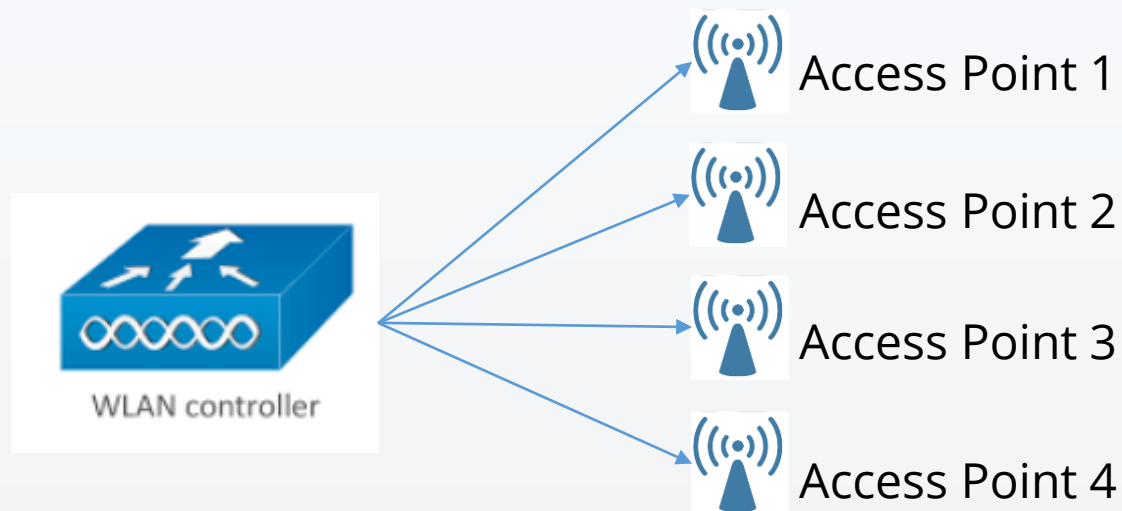 Access Point 1
Access Point 2
Access Point 3
WLAN controller
Access Point 4